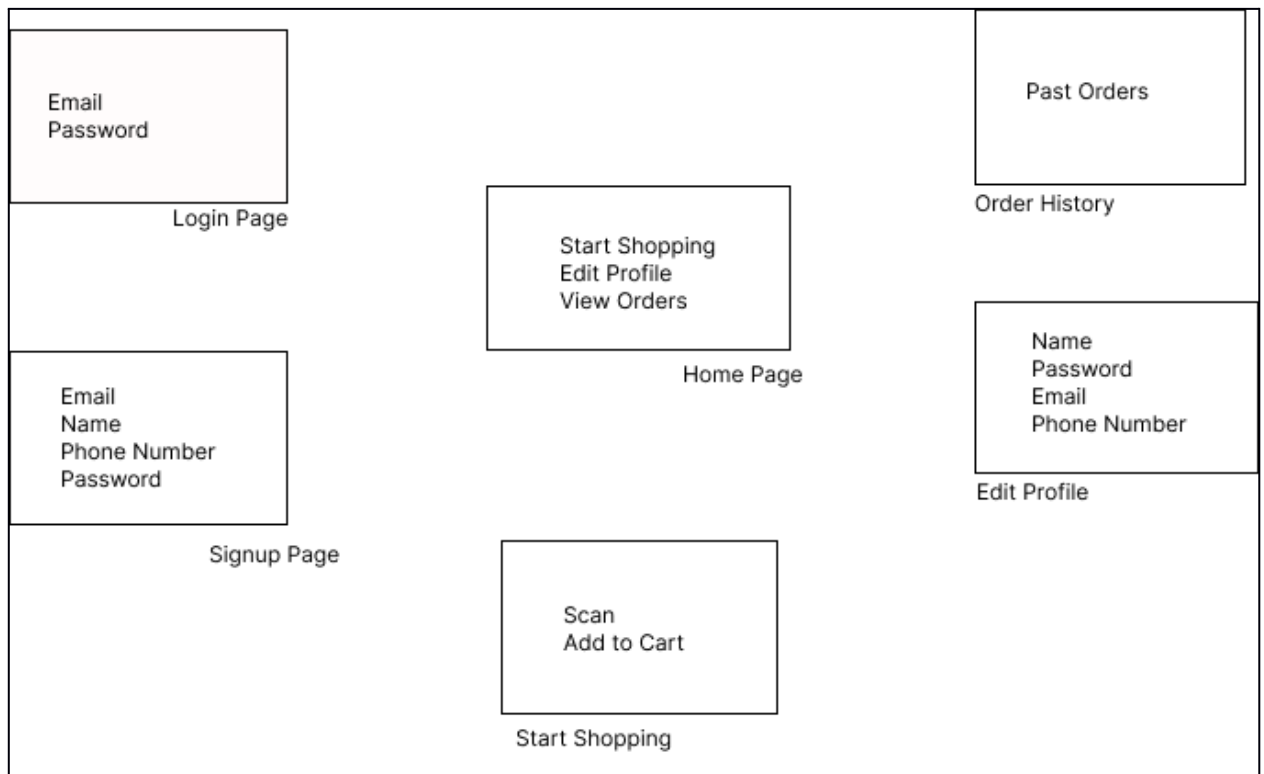 Email
Password
Login Page
Past Orders
Order History
Start Shopping
Edit Profile
View Orders
Home Page
Email
Name
Phone Number
Password
Signup Page
Name
Password
Email
Phone Number
Edit Profile
Scan
Add to Cart
Start Shopping